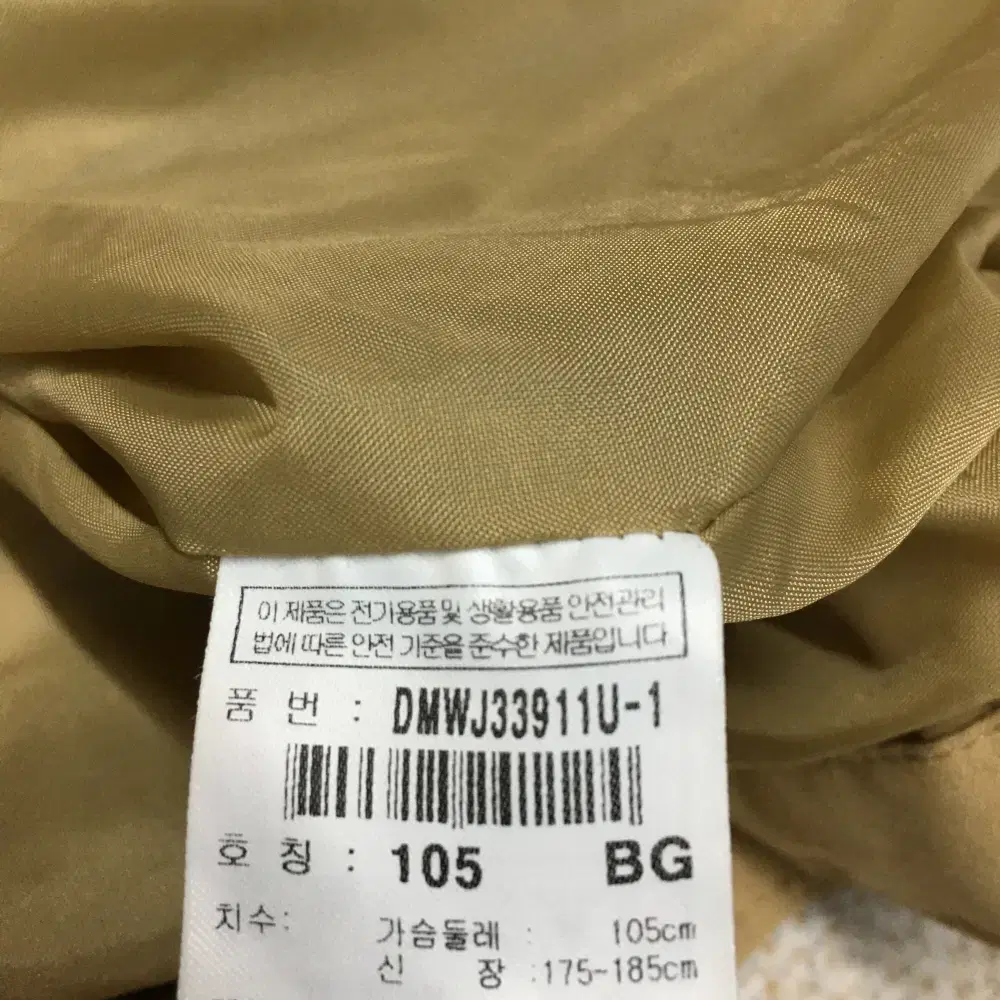 이 제품은 전기용품 및 생활용품 안전관리
법에 따른 안전 기준을 준수한 제품입니다
품 번 : DMWJ33911U-1
호 칭 : 105 BG
치수: 가슴둘레 : 105cm
신 장 : 175~185cm